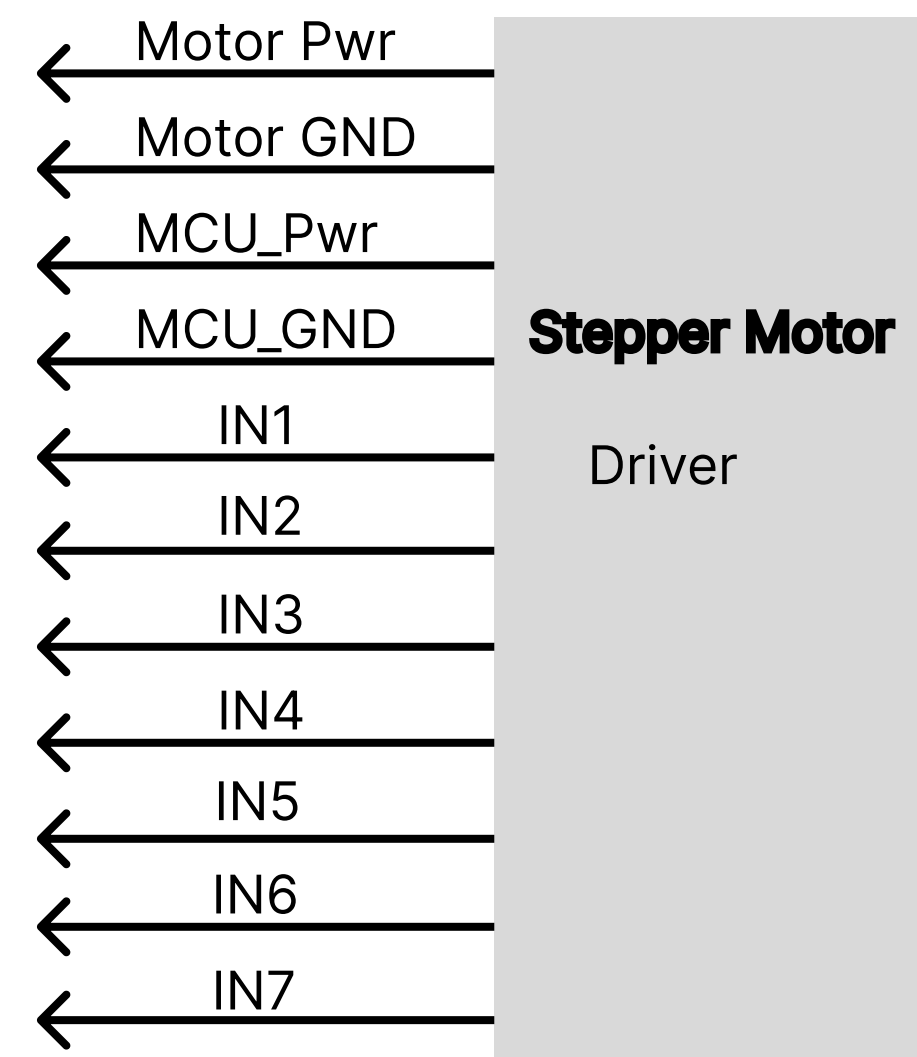 Motor Pwr
Motor GND
MCU_Pwr
MCU_GND
Stepper Motor
IN1
Driver
IN2
IN3
IN4
IN5
IN6
IN7